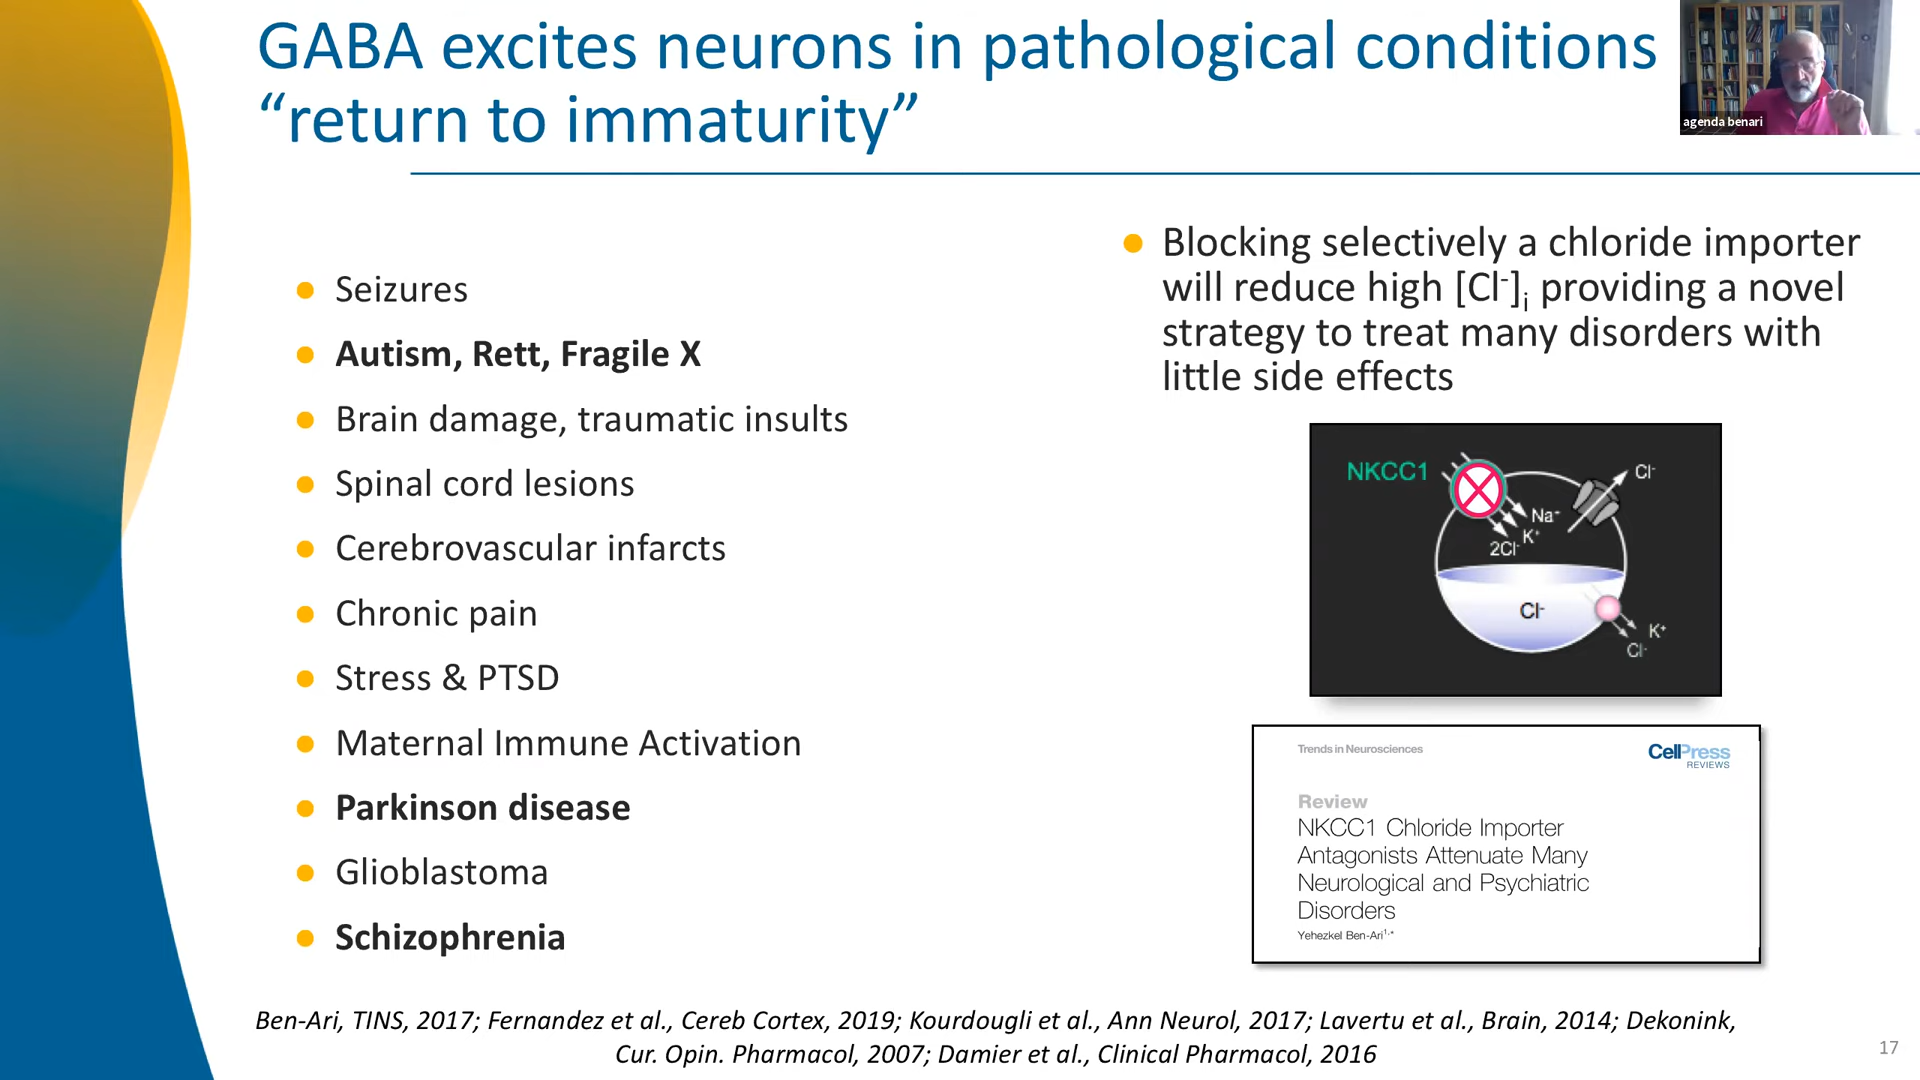 GABA excites neurons in pathological conditions
“return to immaturity”
agenda benari
Seizures
Autism, Rett, Fragile X
Brain damage, traumatic insults
Spinal cord lesions
Cerebrovascular infarcts
Chronic pain
Stress & PTSD
Maternal Immune Activation
Parkinson disease
Glioblastoma
Schizophrenia
Blocking selectively a chloride importer
will reduce high [Cl⁻]ᵢ providing a novel
strategy to treat many disorders with
little side effects
NKCC1
Cl⁻
Na⁺
K⁺
2Cl⁻
Cl⁻
K⁺
Cl⁻
Trends in Neurosciences
CellPress
REVIEWS
Review
NKCC1 Chloride Importer
Antagonists Attenuate Many
Neurological and Psychiatric
Disorders
Yehezkel Ben-Ari¹,*
Ben-Ari, TINS, 2017; Fernandez et al., Cereb Cortex, 2019; Kourdougli et al., Ann Neurol, 2017; Lavertu et al., Brain, 2014; Dekonink,
Cur. Opin. Pharmacol, 2007; Damier et al., Clinical Pharmacol, 2016
17